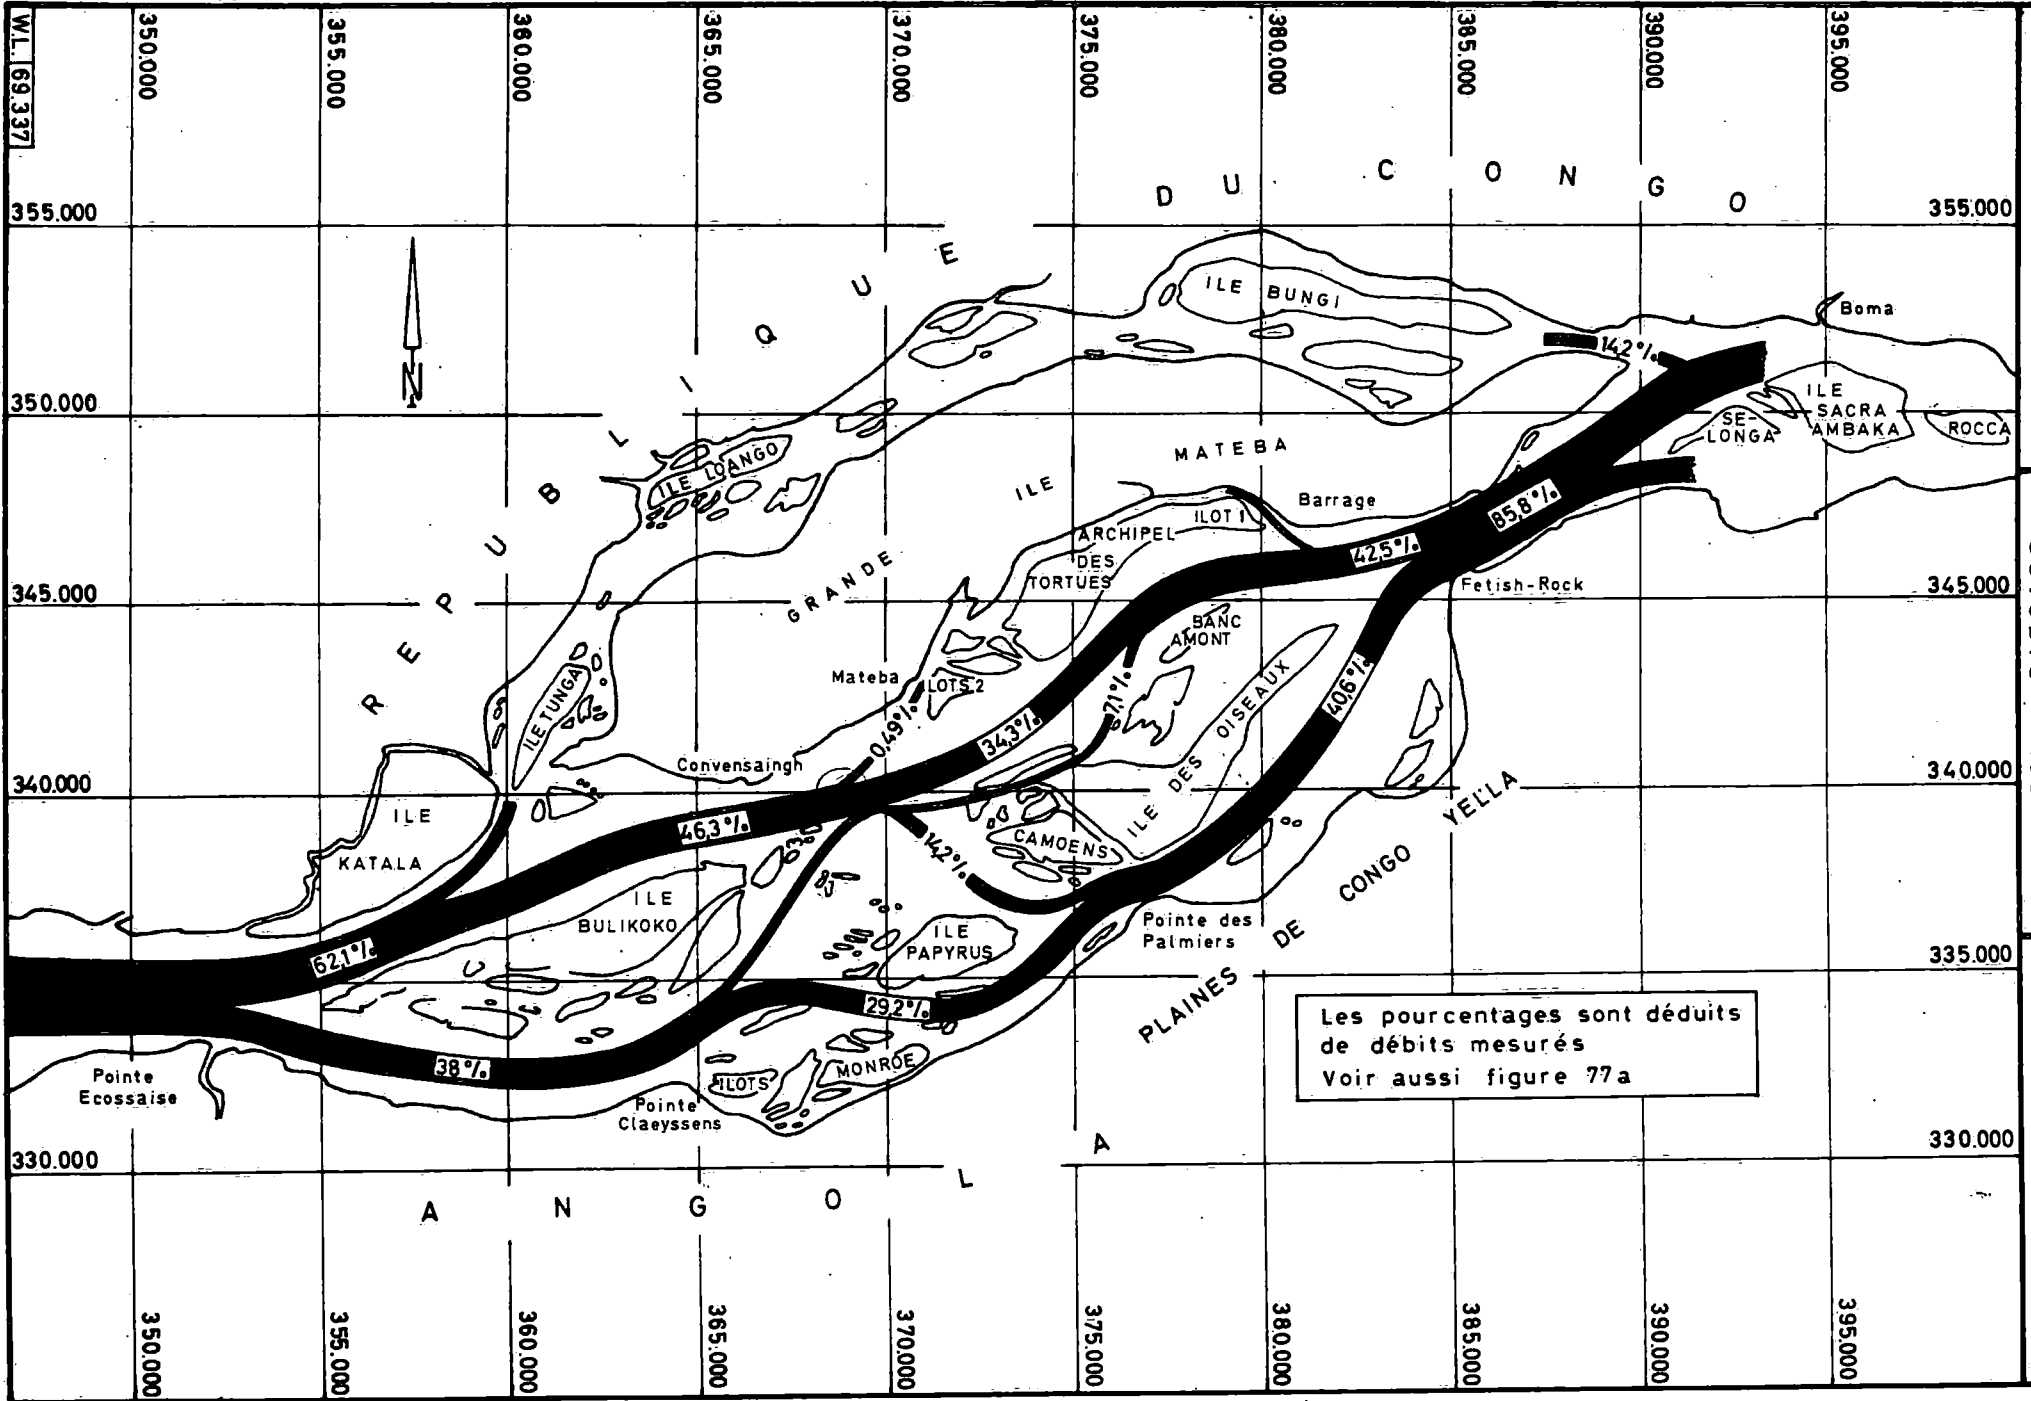 W.L. 69.337
350.000
355.000
360.000
365.000
370.000
375.000
380.000
385.000
390.000
395.000
REPUBLIQUE DU CONGO
355.000
355.000
ILE BUNGI
Boma
14,2 %
350.000
ILE
SACRA
AMBAKA
SE-
LONGA
ROCCA
ILE LOANGO
GRANDE ILE MATEBA
Barrage
ILOT 1
ARCHIPEL
DES
TORTUES
85,8 %
42,5 %
345.000
345.000
Fetish-Rock
BANC
AMONT
Mateba
ILOTS 2
ILE TUNGA
0,49 %
34,3 %
7,1 %
ILE DES OISEAUX
40,6 %
Convensaingh
340.000
340.000
ILE
KATALA
46,3 %
14,2 %
CAMOENS
PLAINES DE CONGO YELLA
ILE
BULIKOKO
ILE
PAPYRUS
Pointe des
Palmiers
62,1 %
335.000
29,2 %
Les pourcentages sont déduits
de débits mesurés
Voir aussi figure 77a
38 %
Pointe
Ecossaise
ILOTS
MONROE
Pointe
Claeyssens
330.000
330.000
ANGOLA
350.000
355.000
360.000
365.000
370.000
375.000
380.000
385.000
390.000
395.000
N